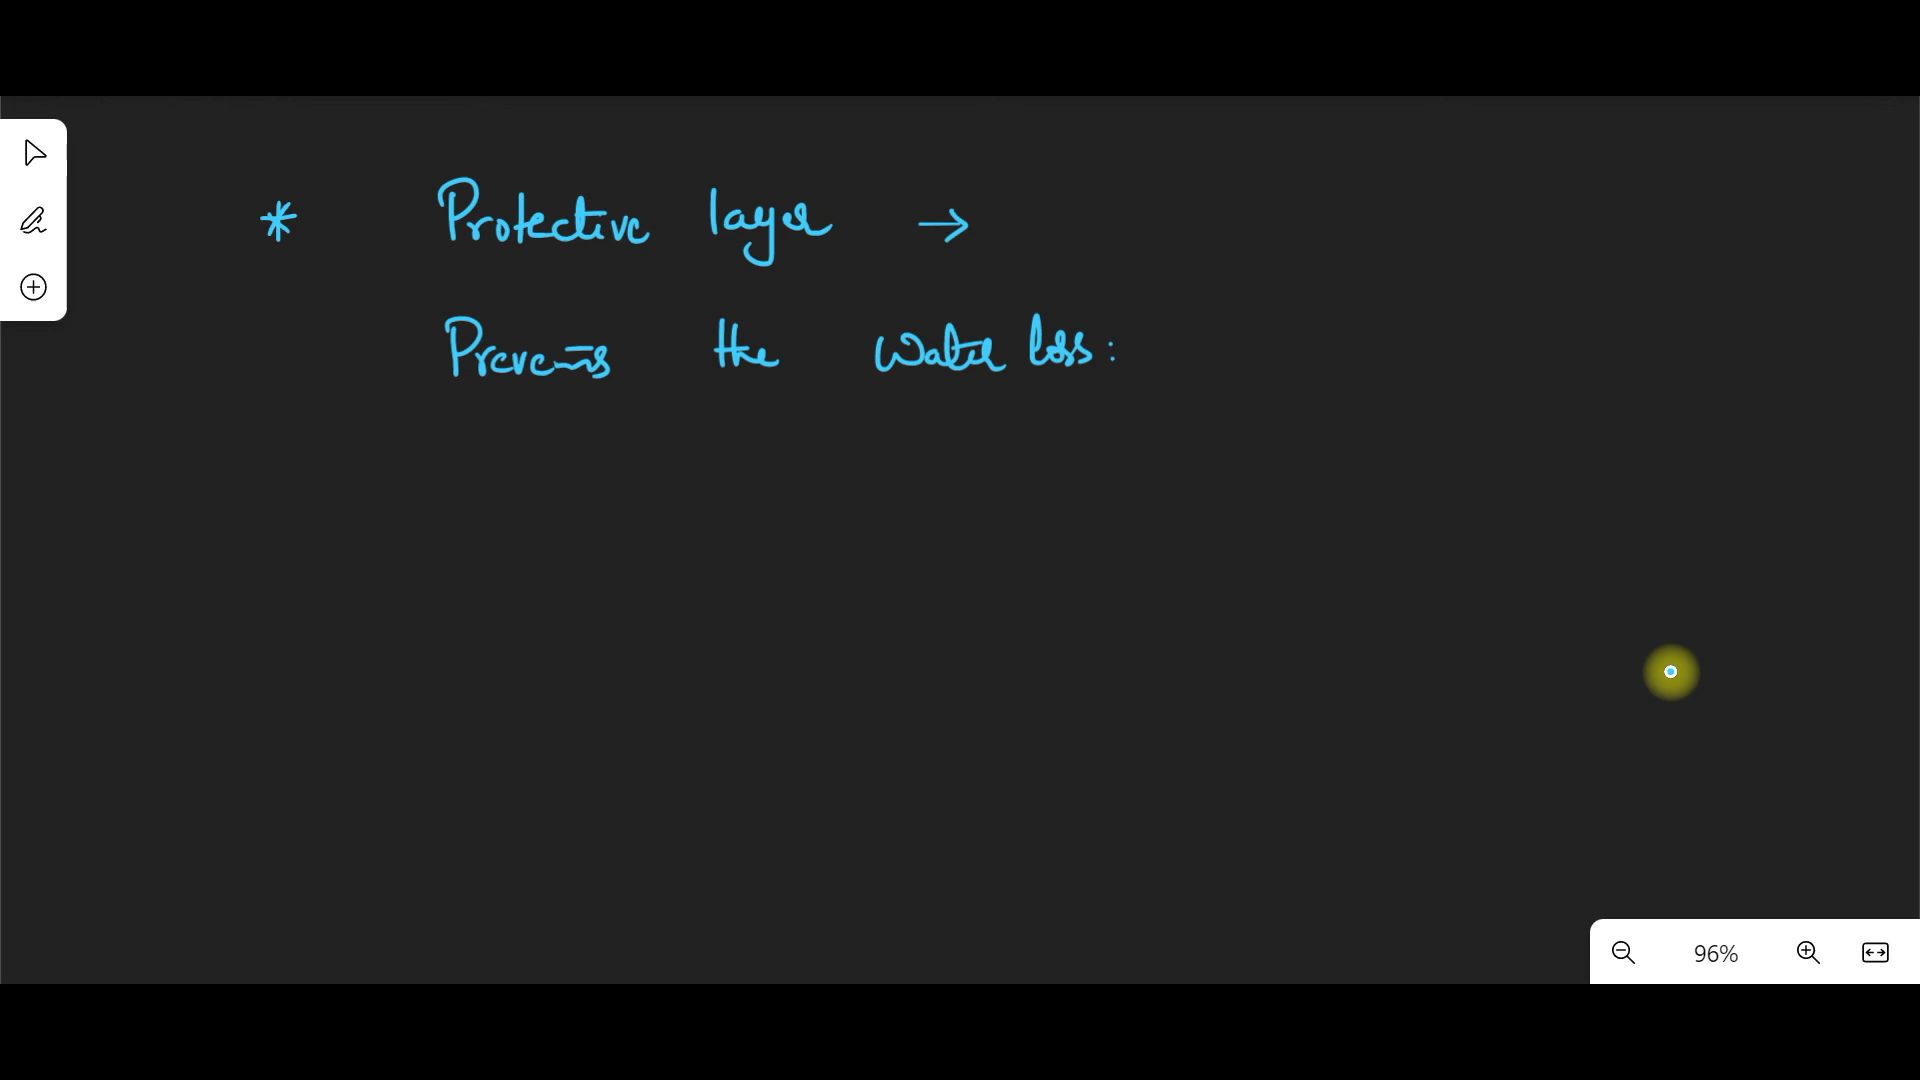 * Protective layer →
Prevents the Water loss:
96%